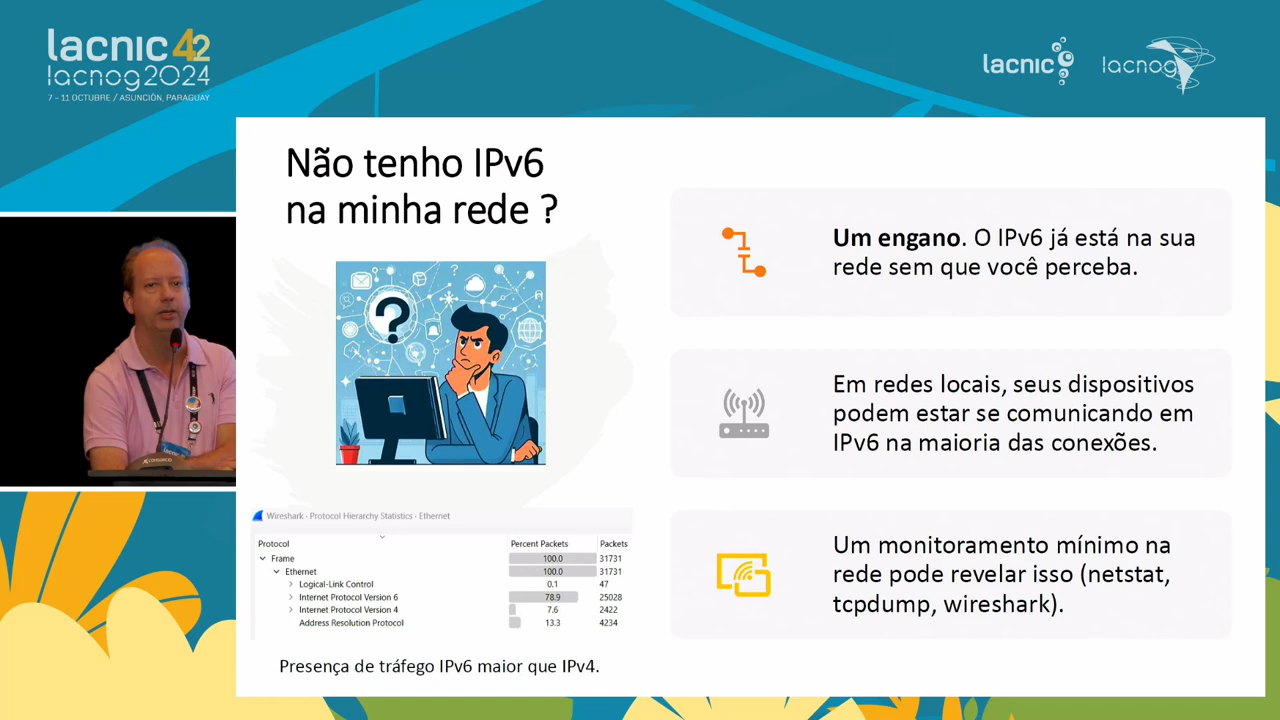 lacnic 42
lacnog 2024
7 - 11 OCTUBRE / ASUNCIÓN, PARAGUAY
lacnic
lacnog
Não tenho IPv6
na minha rede ?
Um engano. O IPv6 já está na sua
rede sem que você perceba.
Em redes locais, seus dispositivos
podem estar se comunicando em
IPv6 na maioria das conexões.
Um monitoramento mínimo na
rede pode revelar isso (netstat,
tcpdump, wireshark).
Wireshark · Protocol Hierarchy Statistics · Ethernet
Protocol Percent Packets Packets
Frame 100.0 31731
Ethernet 100.0 31731
Logical-Link Control 0.1 47
Internet Protocol Version 6 78.9 25028
Internet Protocol Version 4 7.6 2422
Address Resolution Protocol 13.3 4234
Presença de tráfego IPv6 maior que IPv4.
lacnic